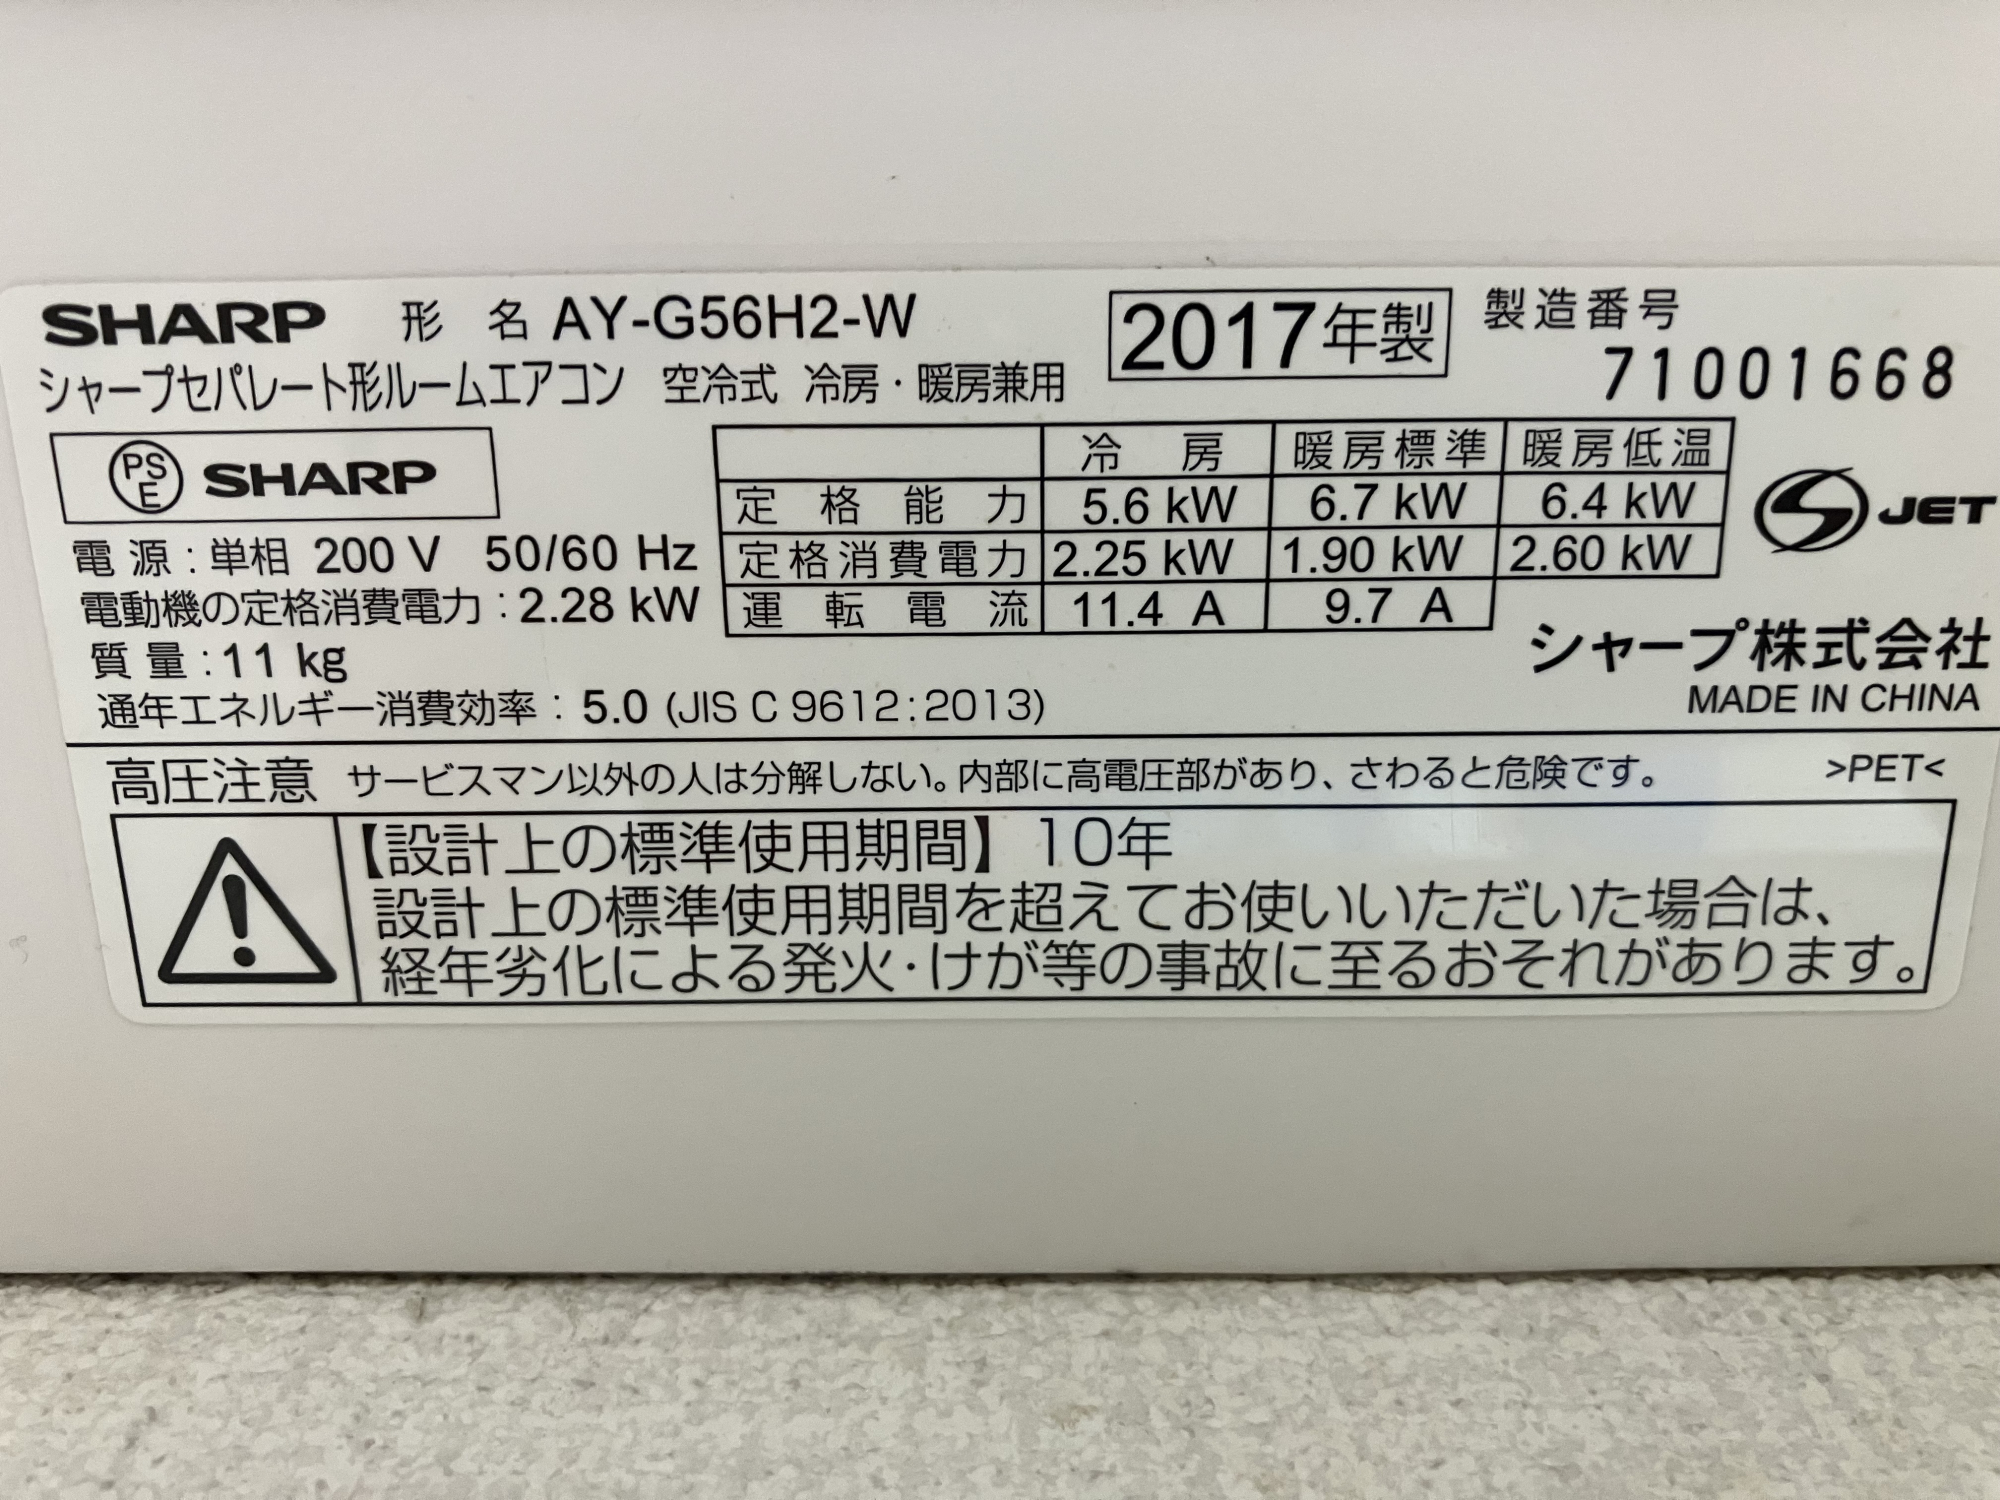 SHARP 形名 AY-G56H2-W 2017年製 製造番号
71001668
シャープセパレート形ルームエアコン 空冷式 冷房・暖房兼用
PS E SHARP
冷房 暖房標準 暖房低温
定格能力 5.6 kW 6.7 kW 6.4 kW
定格消費電力 2.25 kW 1.90 kW 2.60 kW
運転電流 11.4 A 9.7 A
S JET
電源：単相 200 V 50/60 Hz
電動機の定格消費電力：2.28 kW
質量：11 kg
通年エネルギー消費効率：5.0 (JIS C 9612:2013)
シャープ株式会社
MADE IN CHINA
高圧注意 サービスマン以外の人は分解しない。内部に高電圧部があり、さわると危険です。 >PET<
【設計上の標準使用期間】10年
設計上の標準使用期間を超えてお使いいただいた場合は、
経年劣化による発火・けが等の事故に至るおそれがあります。